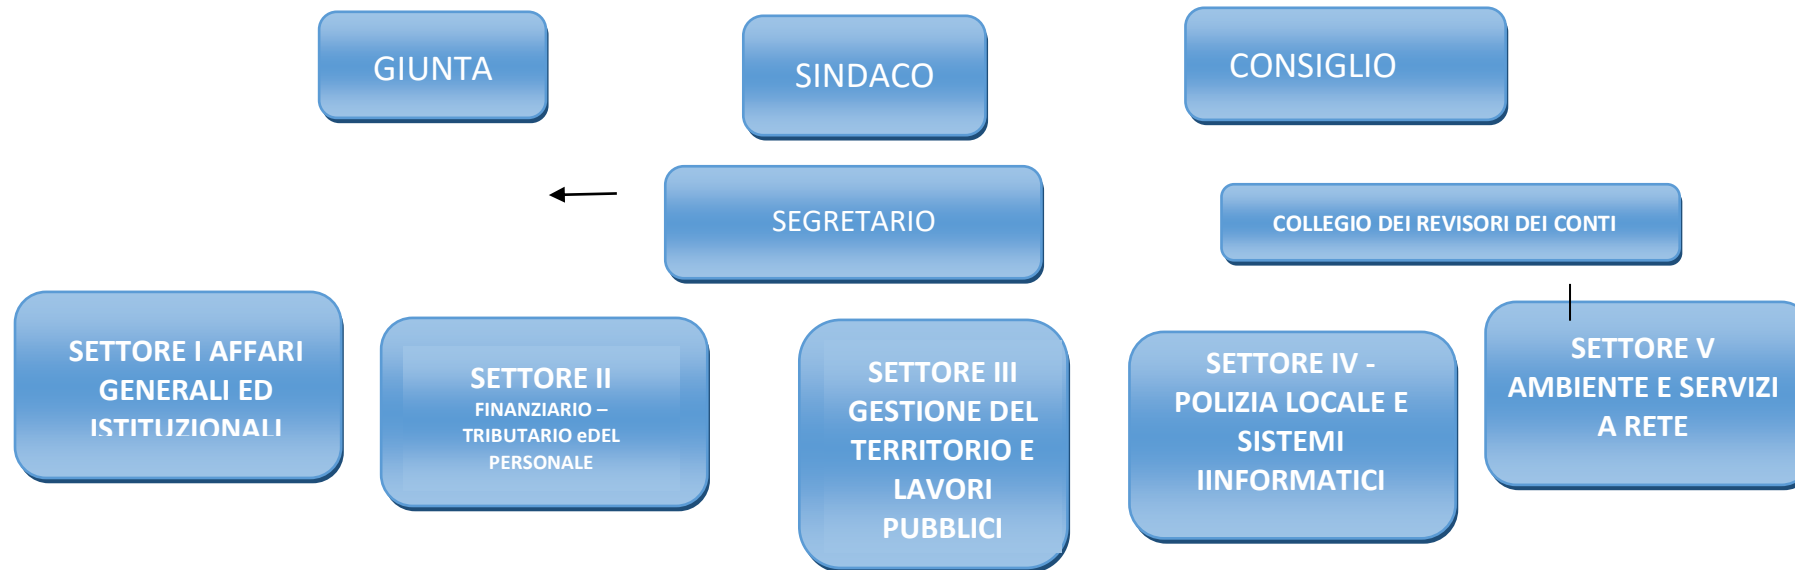 GIUNTA
SINDACO
CONSIGLIO
SEGRETARIO
COLLEGIO DEI REVISORI DEI CONTI
SETTORE I AFFARI
GENERALI ED
ISTITUZIONALI
SETTORE II
FINANZIARIO –
TRIBUTARIO eDEL
PERSONALE
SETTORE III
GESTIONE DEL
TERRITORIO E
LAVORI
PUBBLICI
SETTORE IV -
POLIZIA LOCALE E
SISTEMI
IINFORMATICI
SETTORE V
AMBIENTE E SERVIZI
A RETE